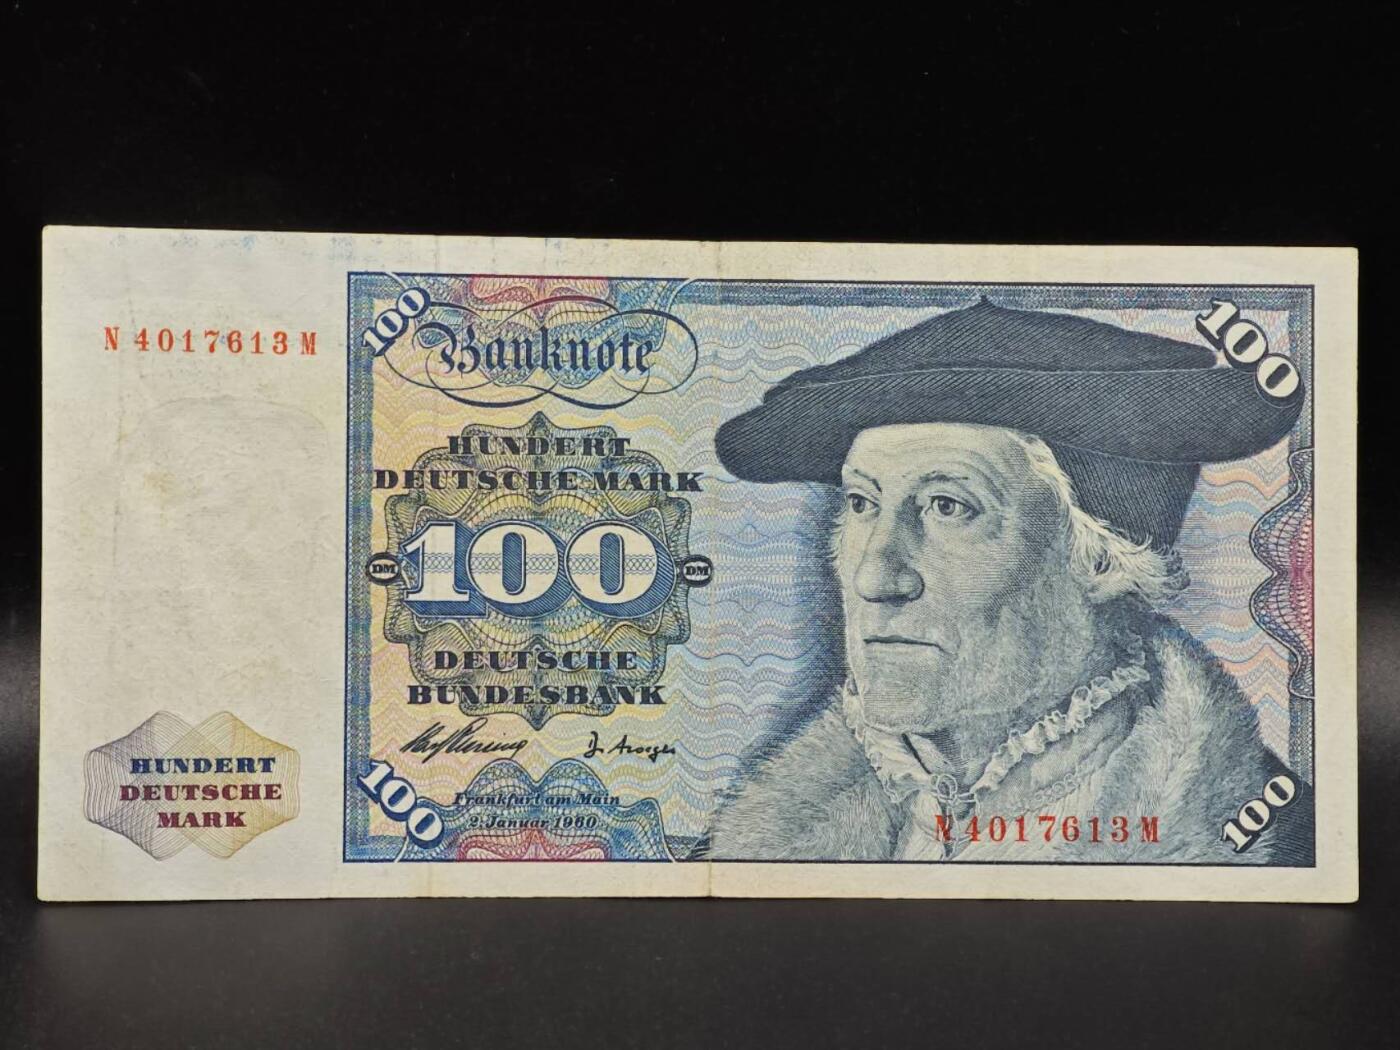 100
Banknote
100
N 4017613 M
HUNDERT
DEUTSCHE MARK
DM 100 DM
DEUTSCHE
BUNDESBANK
HUNDERT
DEUTSCHE
MARK
100
Frankfurt am Main
2. Januar 1960
N 4017613 M
100